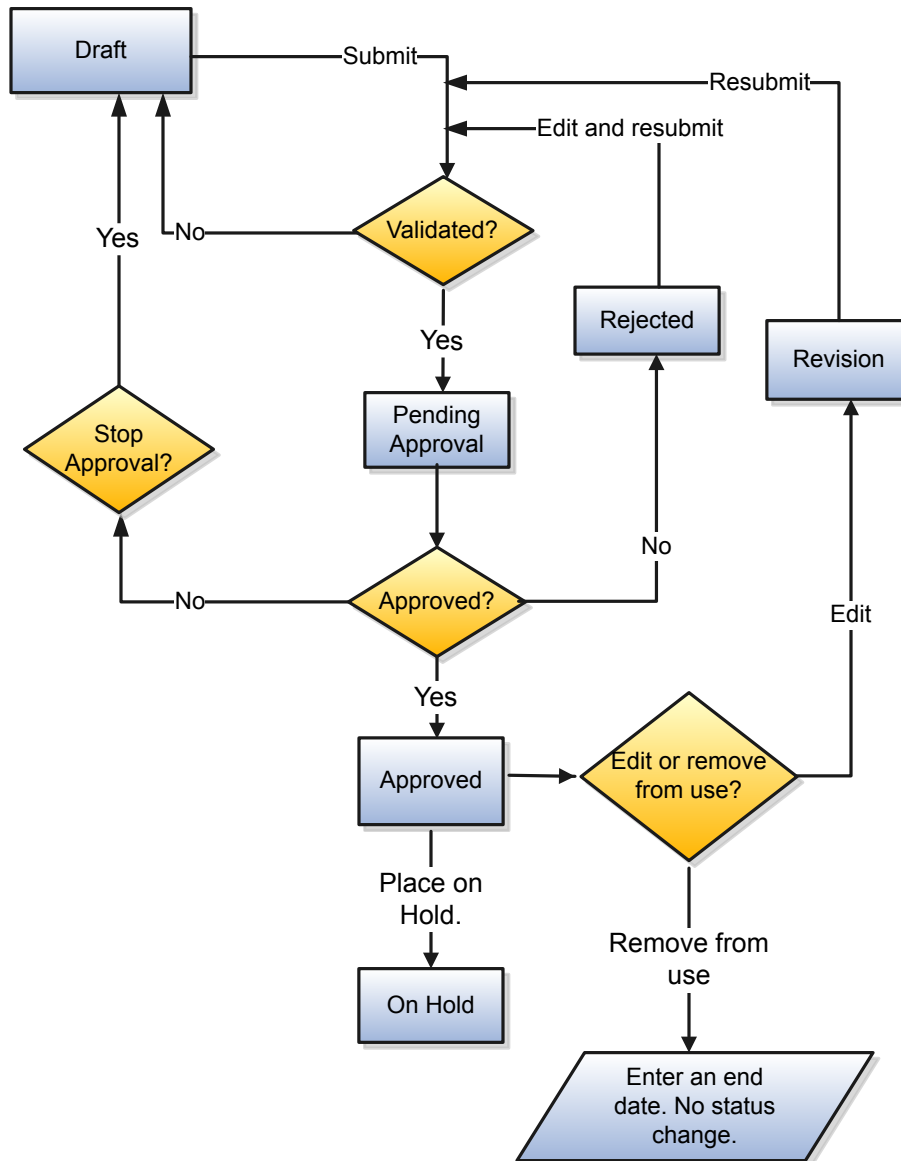 Draft
Submit
Resubmit
Edit and resubmit
Validated?
No
Yes
Rejected
Yes
Revision
Pending
Approval
Stop
Approval?
No
Approved?
No
Edit
Yes
Approved
Edit or remove
from use?
Place on
Hold.
Remove from
use
On Hold
Enter an end
date. No status
change.